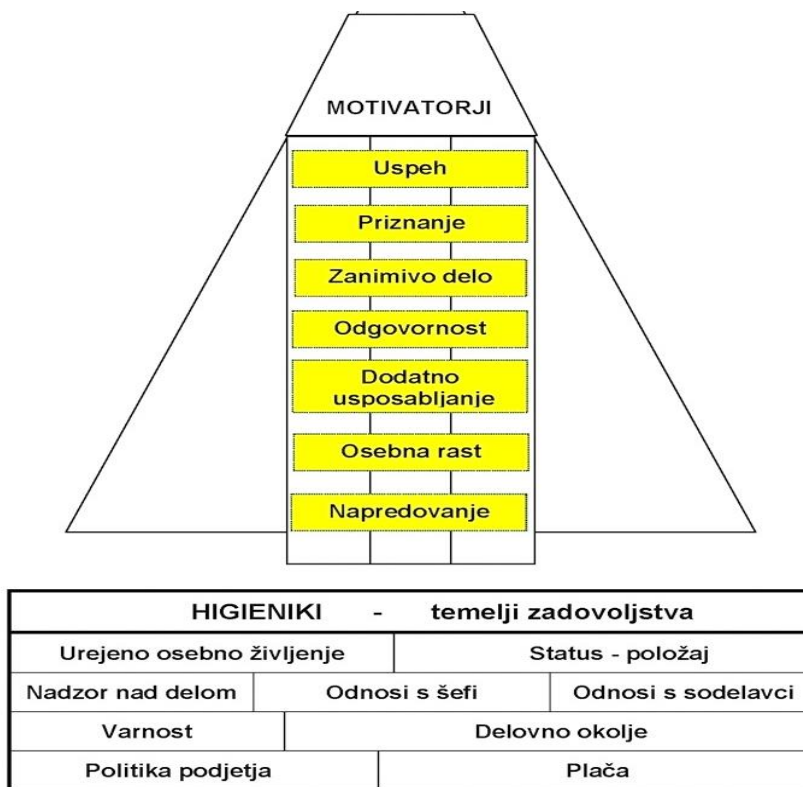 MOTIVATORJI
Uspeh
Priznanje
Zanimivo delo
Odgovornost
Dodatno
usposabljanje
Osebna rast
Napredovanje
HIGIENIKI - temelji zadovoljstva
Urejeno osebno življenje Status - položaj
Nadzor nad delom Odnosi s šefi Odnosi s sodelavci
Varnost Delovno okolje
Politika podjetja Plača